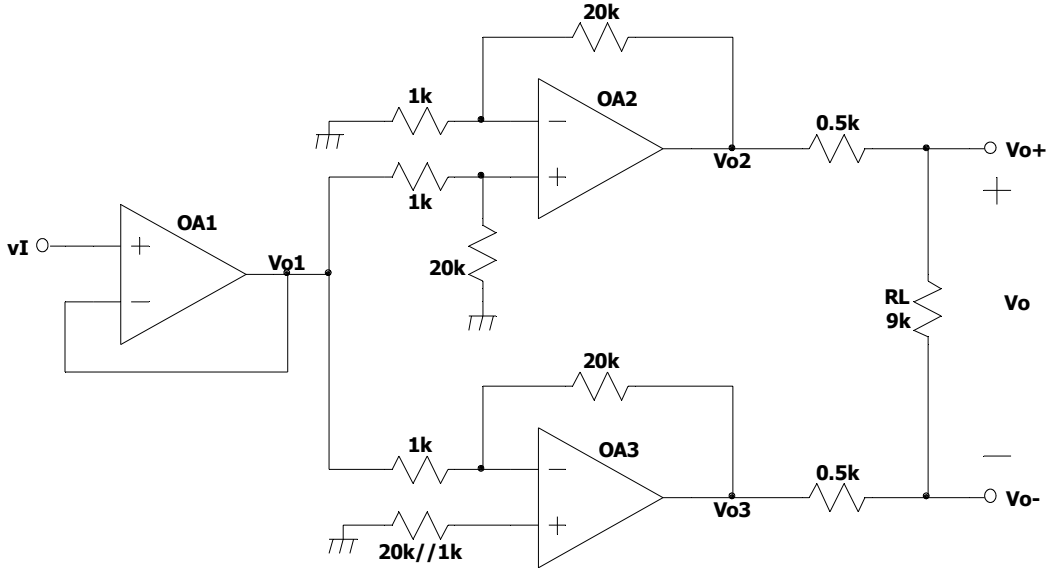 20k
1k
OA2
0.5k
Vo2
Vo+
1k
OA1
vI
Vo1
20k
RL
9k
Vo
20k
1k
OA3
0.5k
Vo3
Vo-
20k//1k